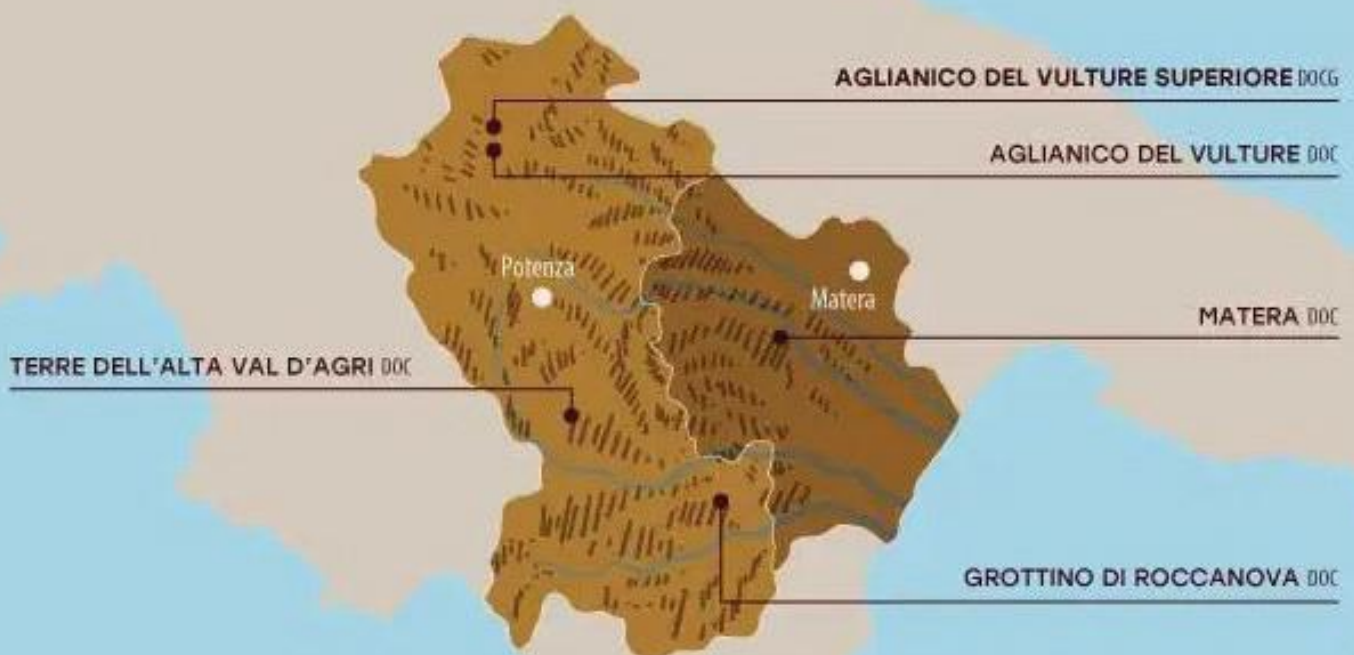 AGLIANICO DEL VULTURE SUPERIORE DOCG
AGLIANICO DEL VULTURE DOC
Potenza
Matera
MATERA DOC
TERRE DELL'ALTA VAL D'AGRI DOC
GROTTINO DI ROCCANOVA DOC